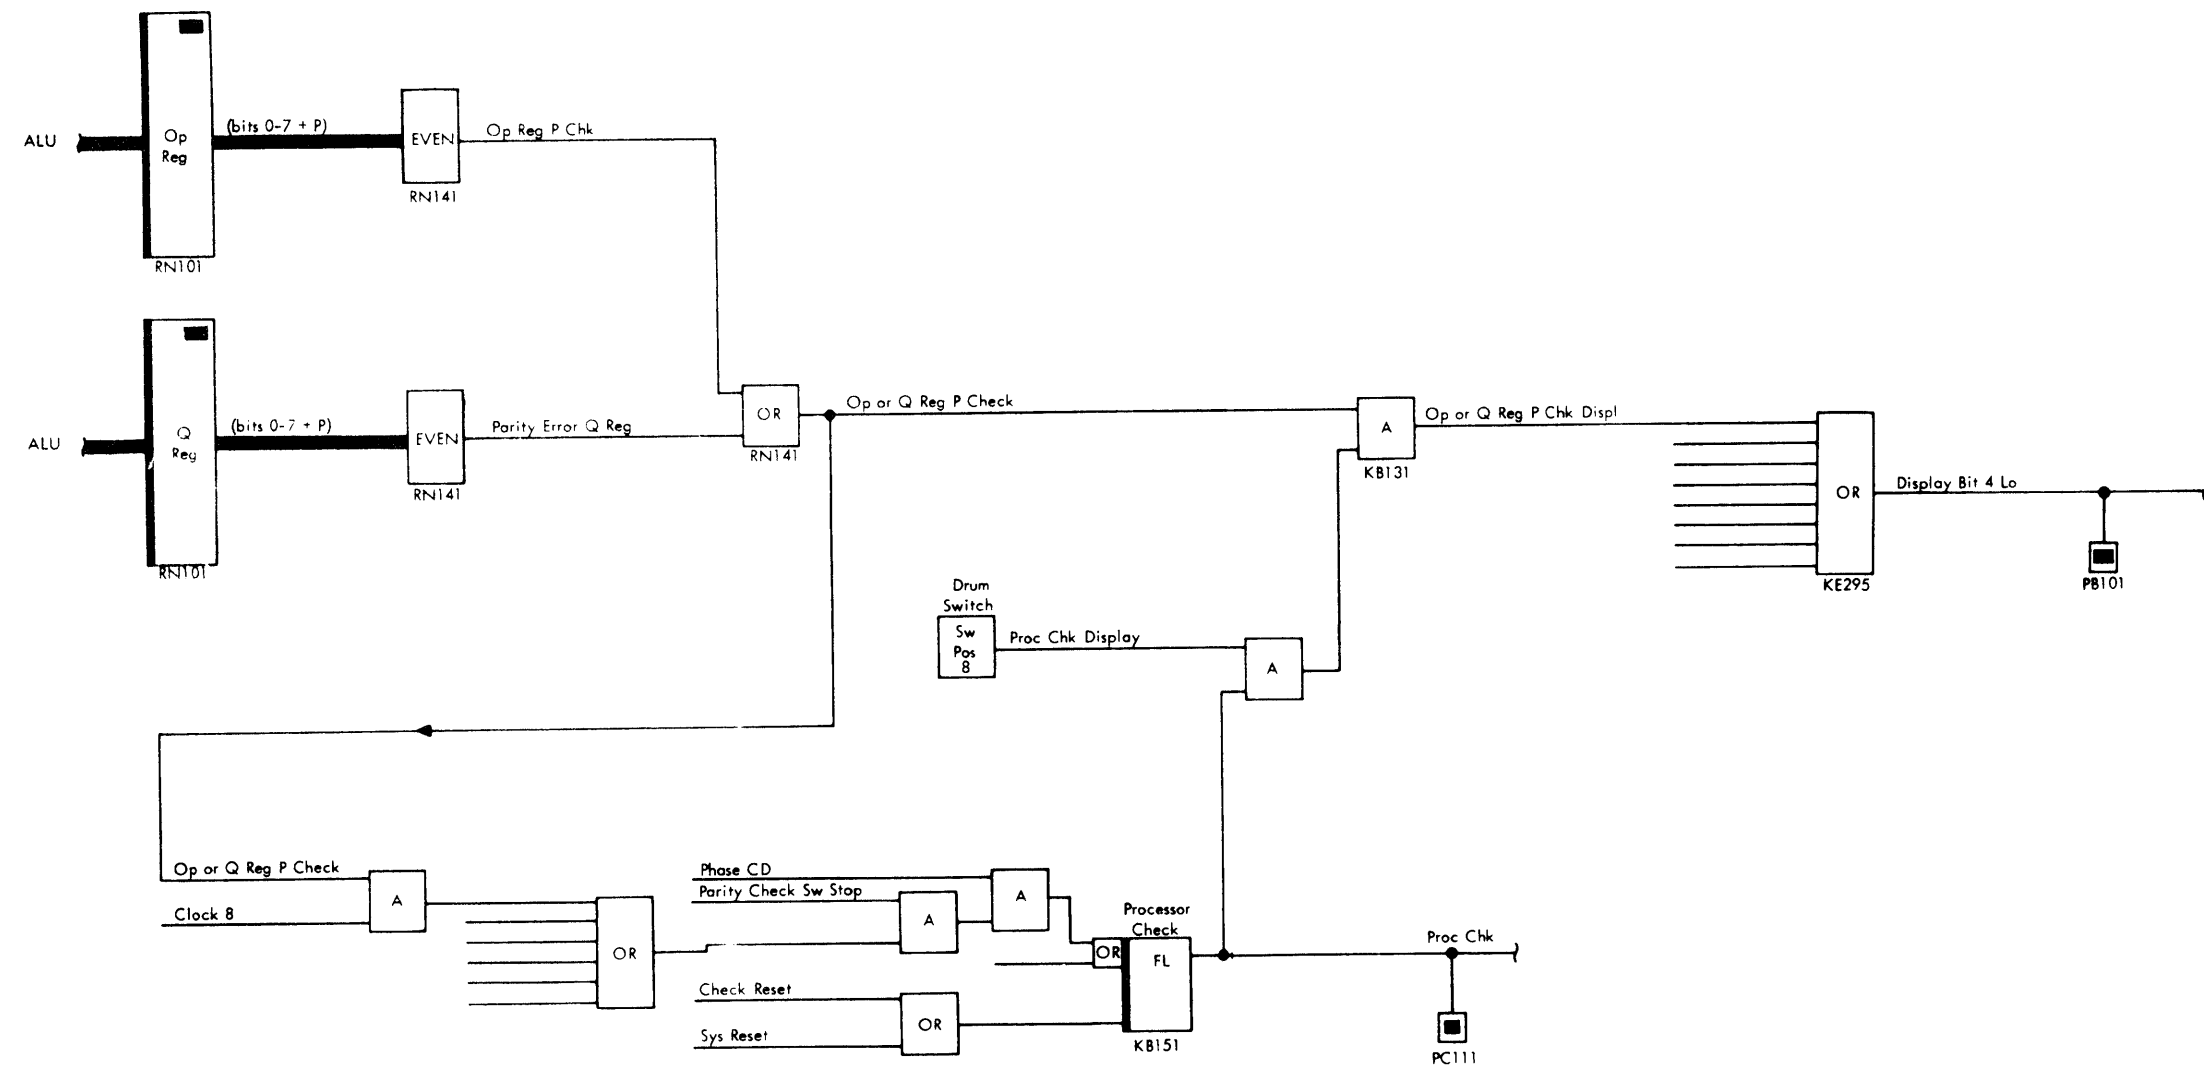 ALU
Op
Reg
RN101
(bits 0-7 + P)
EVEN
RN141
Op Reg P Chk
ALU
Q
Reg
RN101
(bits 0-7 + P)
EVEN
RN141
Parity Error Q Reg
OR
RN141
Op or Q Reg P Check
A
KB131
Op or Q Reg P Chk Displ
OR
KE295
Display Bit 4 Lo
PB101
Drum
Switch
Sw
Pos
8
Proc Chk Display
A
Op or Q Reg P Check
Clock 8
A
OR
Phase CD
Parity Check Sw Stop
A
A
Check Reset
Sys Reset
OR
Processor
Check
OR
FL
KB151
Proc Chk
PC111